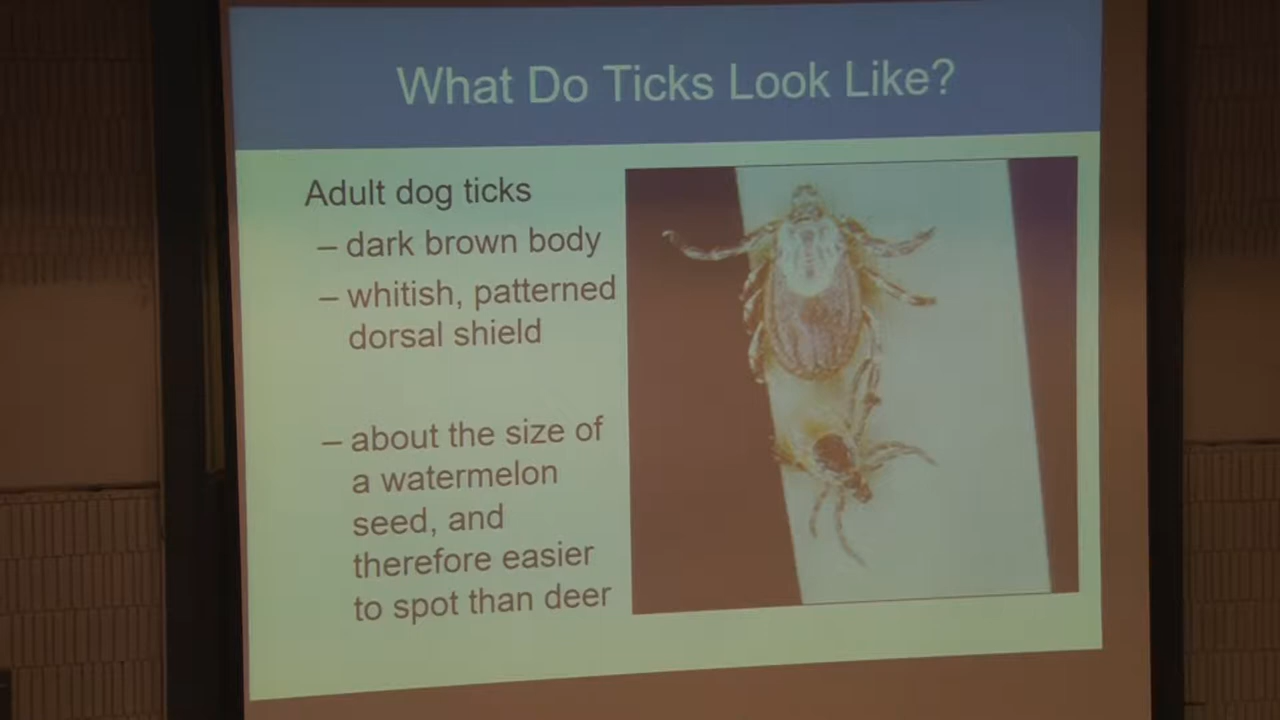 What Do Ticks Look Like?
Adult dog ticks
– dark brown body
– whitish, patterned
dorsal shield
– about the size of
a watermelon
seed, and
therefore easier
to spot than deer